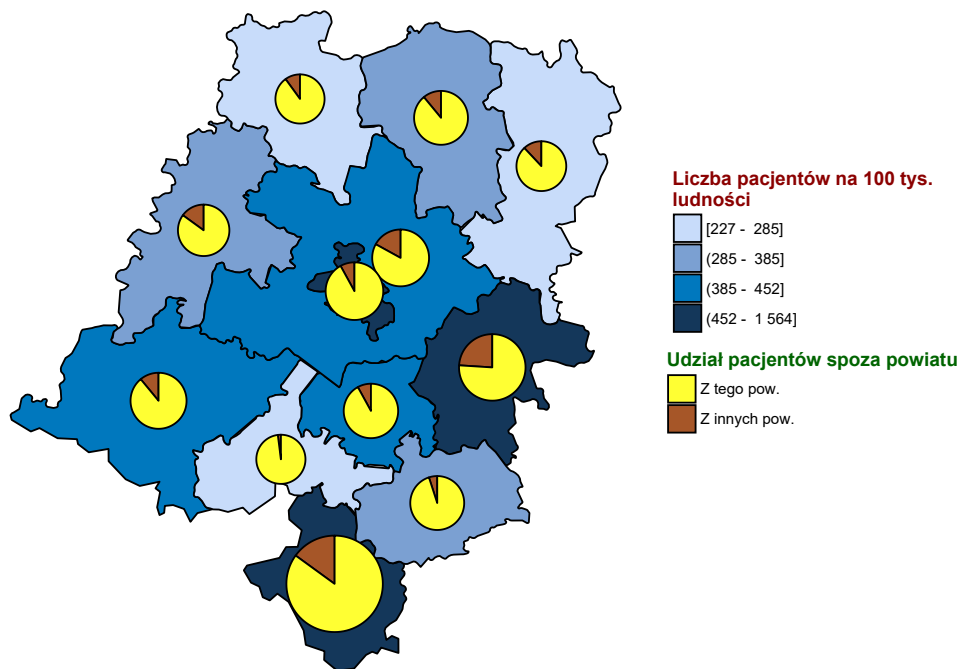 Liczba pacjentów na 100 tys.
ludności
[227 - 285]
(285 - 385]
(385 - 452]
(452 - 1 564]
Udział pacjentów spoza powiatu
Z tego pow.
Z innych pow.